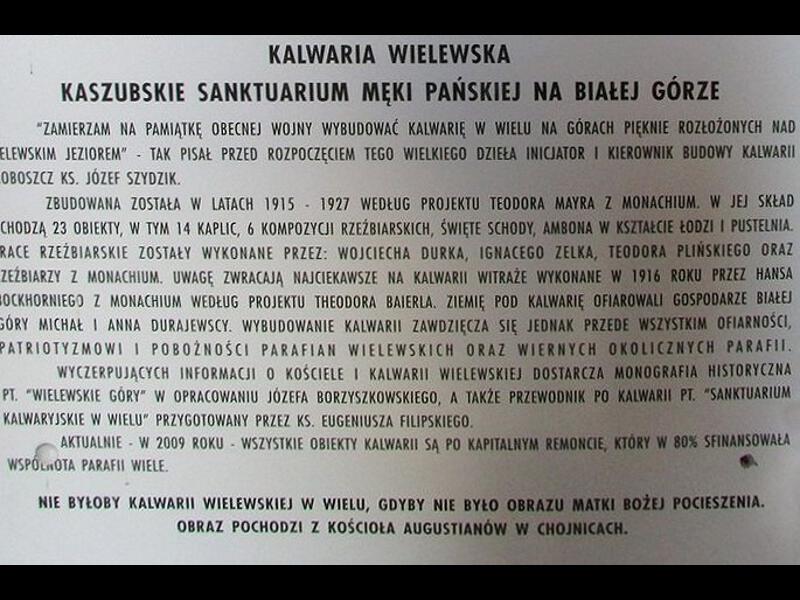 KALWARIA WIELEWSKA
KASZUBSKIE SANKTUARIUM MĘKI PAŃSKIEJ NA BIAŁEJ GÓRZE
"ZAMIERZAM NA PAMIĄTKĘ OBECNEJ WOJNY WYBUDOWAĆ KALWARIĘ W WIELU NA GÓRACH PIĘKNIE ROZŁOŻONYCH NAD
ELEWSKIM JEZIOREM" - TAK PISAŁ PRZED ROZPOCZĘCIEM TEGO WIELKIEGO DZIEŁA INICJATOR I KIEROWNIK BUDOWY KALWARII
OBOSZCZ KS. JÓZEF SZYDZIK.
ZBUDOWANA ZOSTAŁA W LATACH 1915 - 1927 WEDŁUG PROJEKTU TEODORA MAYRA Z MONACHIUM. W JEJ SKŁAD
CHODZĄ 23 OBIEKTY, W TYM 14 KAPLIC, 6 KOMPOZYCJI RZEŹBIARSKICH, ŚWIĘTE SCHODY, AMBONA W KSZTAŁCIE ŁODZI I PUSTELNIA.
RACE RZEŹBIARSKIE ZOSTAŁY WYKONANE PRZEZ: WOJCIECHA DURKA, IGNACEGO ZELKA, TEODORA PLIŃSKIEGO ORAZ
ZEŹBIARZY Z MONACHIUM. UWAGĘ ZWRACAJĄ NAJCIEKAWSZE NA KALWARII WITRAŻE WYKONANE W 1916 ROKU PRZEZ HANSA
BOCKHORNIEGO Z MONACHIUM WEDŁUG PROJEKTU THEODORA BAIERLA. ZIEMIĘ POD KALWARIĘ OFIAROWALI GOSPODARZE BIAŁEJ
GÓRY MICHAŁ I ANNA DURAJEWSCY. WYBUDOWANIE KALWARII ZAWDZIĘCZA SIĘ JEDNAK PRZEDE WSZYSTKIM OFIARNOŚCI,
PATRIOTYZMOWI I POBOŻNOŚCI PARAFIAN WIELEWSKICH ORAZ WIERNYCH OKOLICZNYCH PARAFII.
WYCZERPUJĄCYCH INFORMACJI O KOŚCIELE I KALWARII WIELEWSKIEJ DOSTARCZA MONOGRAFIA HISTORYCZNA
PT. "WIELEWSKIE GÓRY" W OPRACOWANIU JÓZEFA BORZYSZKOWSKIEGO, A TAKŻE PRZEWODNIK PO KALWARII PT. "SANKTUARIUM
KALWARYJSKIE W WIELU" PRZYGOTOWANY PRZEZ KS. EUGENIUSZA FILIPSKIEGO.
AKTUALNIE - W 2009 ROKU - WSZYSTKIE OBIEKTY KALWARII SĄ PO KAPITALNYM REMONCIE, KTÓRY W 80% SFINANSOWAŁA
WSPÓLNOTA PARAFII WIELE.
NIE BYŁOBY KALWARII WIELEWSKIEJ W WIELU, GDYBY NIE BYŁO OBRAZU MATKI BOŻEJ POCIESZENIA.
OBRAZ POCHODZI Z KOŚCIOŁA AUGUSTIANÓW W CHOJNICACH.